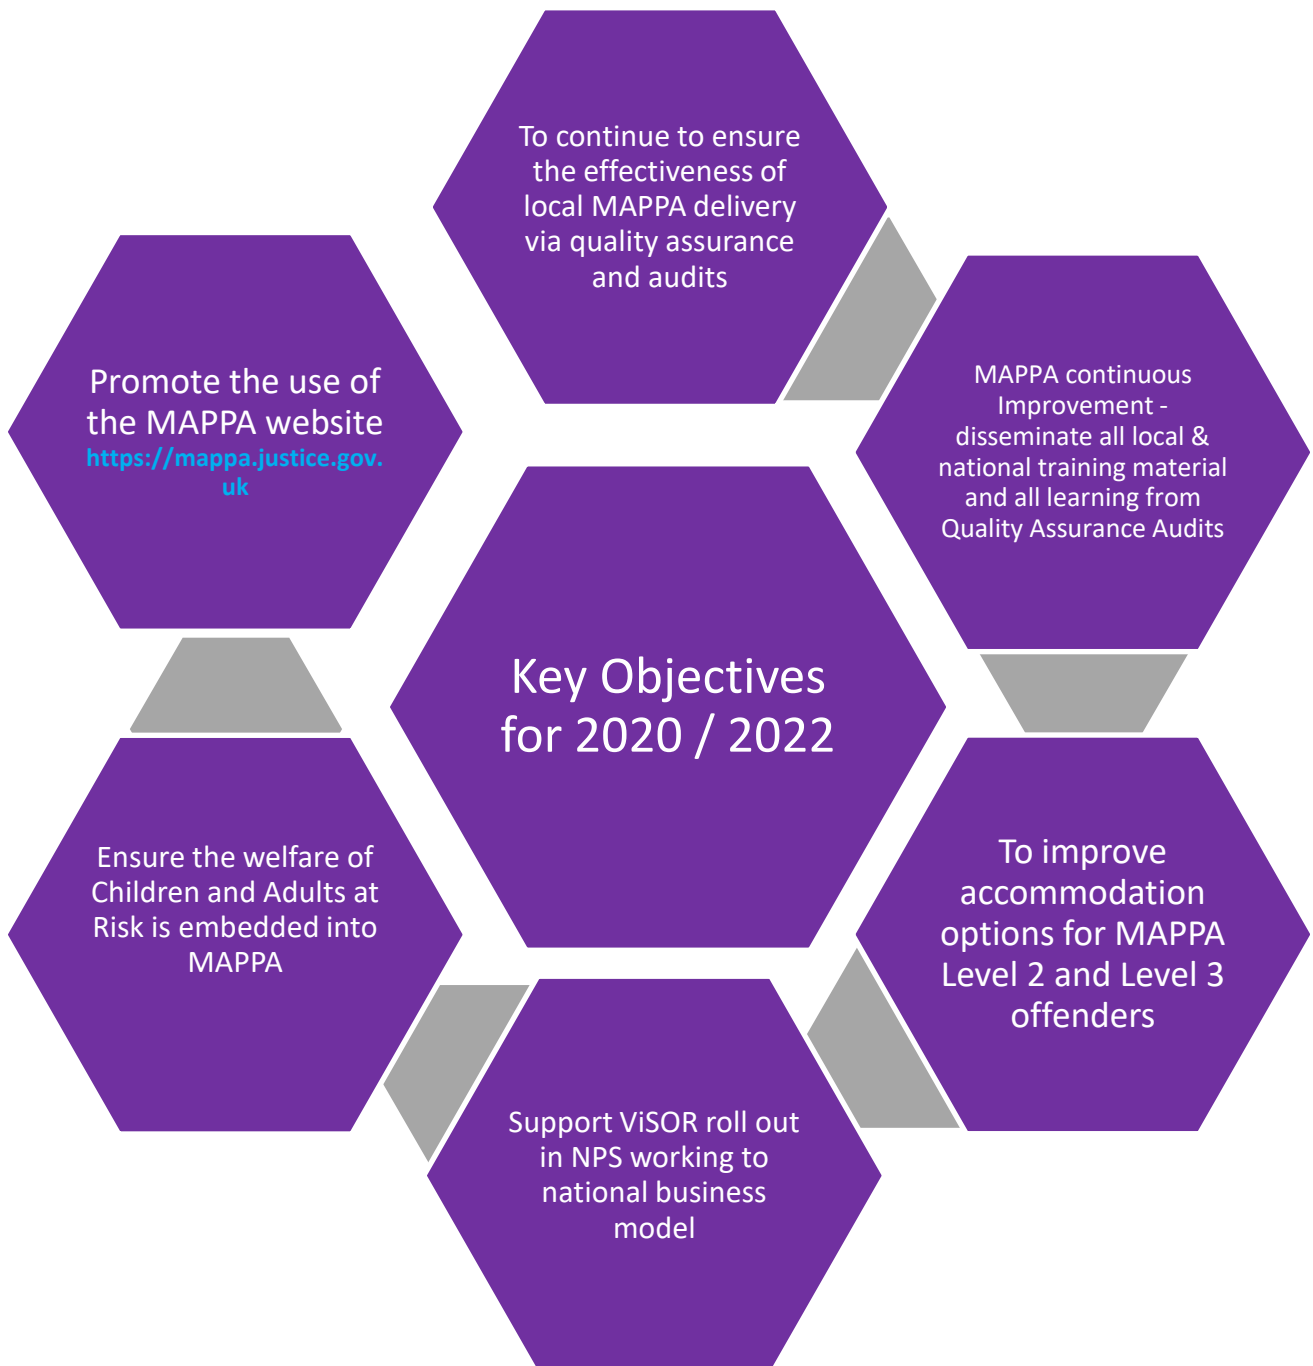 To continue to ensure
the effectiveness of
local MAPPA delivery
via quality assurance
and audits
MAPPA continuous
Improvement -
disseminate all local &
national training material
and all learning from
Quality Assurance Audits
To improve
accommodation
options for MAPPA
Level 2 and Level 3
offenders
Support ViSOR roll out
in NPS working to
national business
model
Ensure the welfare of
Children and Adults at
Risk is embedded into
MAPPA
Promote the use of
the MAPPA website
https://mappa.justice.gov.
uk
Key Objectives
for 2020 / 2022